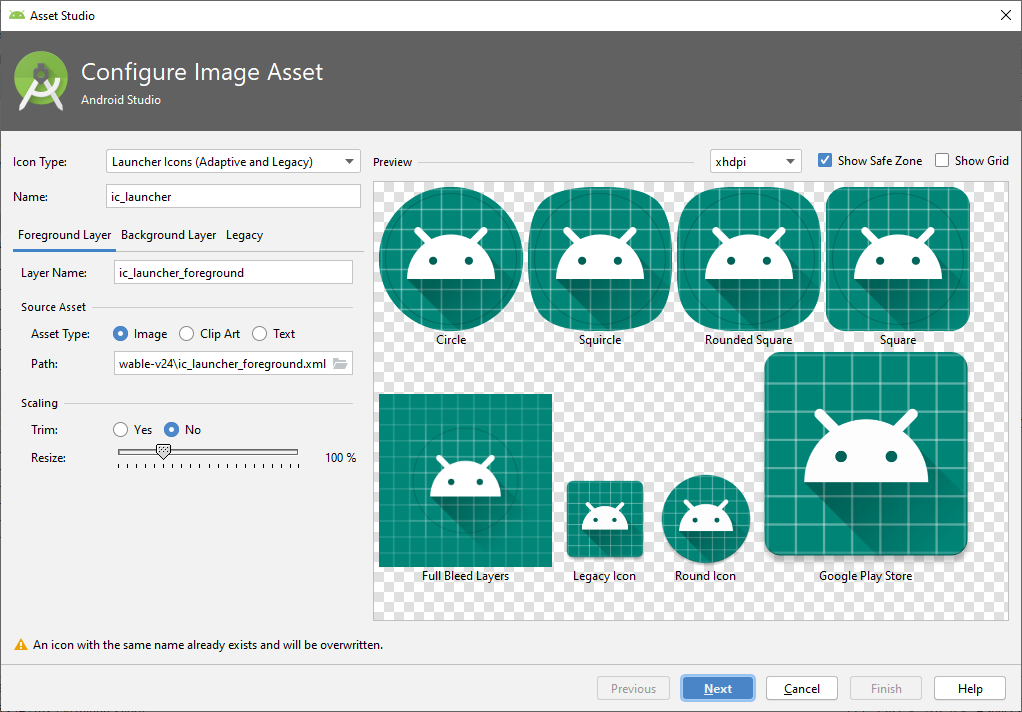 Asset Studio
Configure Image Asset
Android Studio
Icon Type: Launcher Icons (Adaptive and Legacy)
Name: ic_launcher
Foreground Layer Background Layer Legacy
Layer Name: ic_launcher_foreground
Source Asset
Asset Type: Image Clip Art Text
Path: wable-v24\ic_launcher_foreground.xml
Scaling
Trim: Yes No
Resize: 100 %
Preview xhdpi Show Safe Zone Show Grid
Circle Squircle Rounded Square Square
Full Bleed Layers Legacy Icon Round Icon Google Play Store
An icon with the same name already exists and will be overwritten.
Previous Next Cancel Finish Help